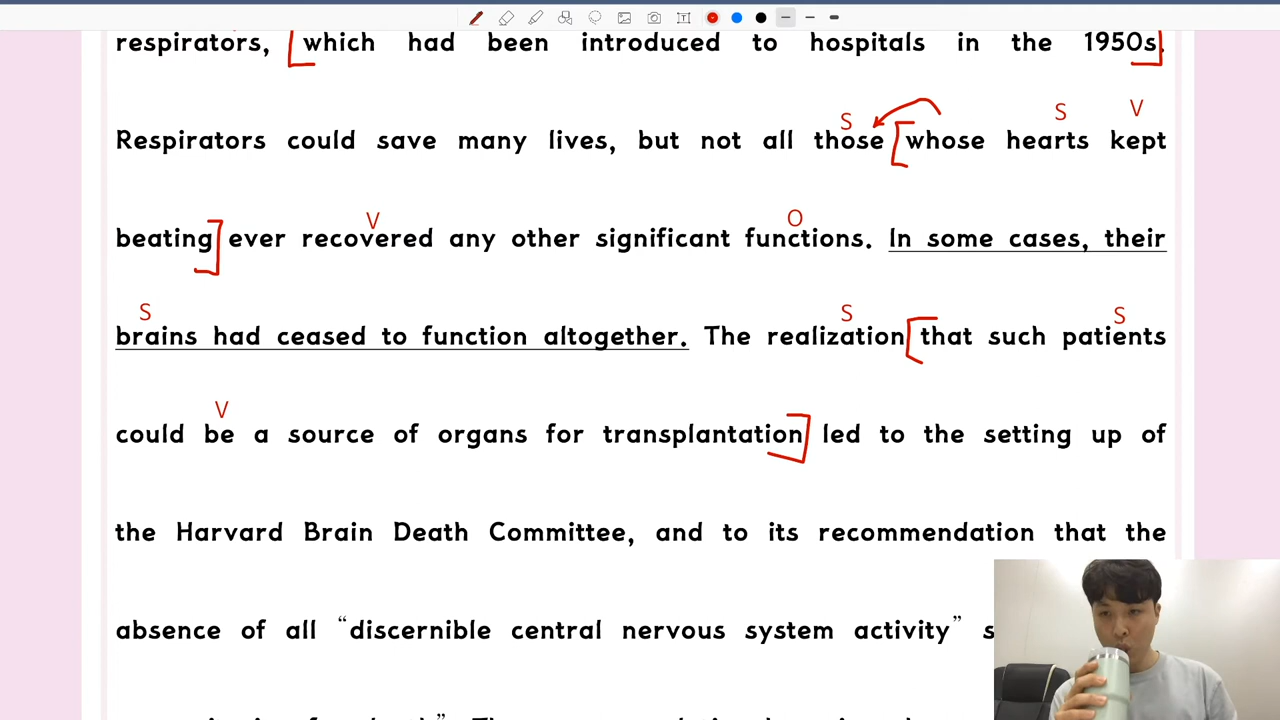 respirators, [which had been introduced to hospitals in the 1950s].
S S V
Respirators could save many lives, but not all those [whose hearts kept
V O
beating] ever recovered any other significant functions. In some cases, their
S S S
brains had ceased to function altogether. The realization [that such patients
V
could be a source of organs for transplantation] led to the setting up of
the Harvard Brain Death Committee, and to its recommendation that the
absence of all “discernible central nervous system activity” s